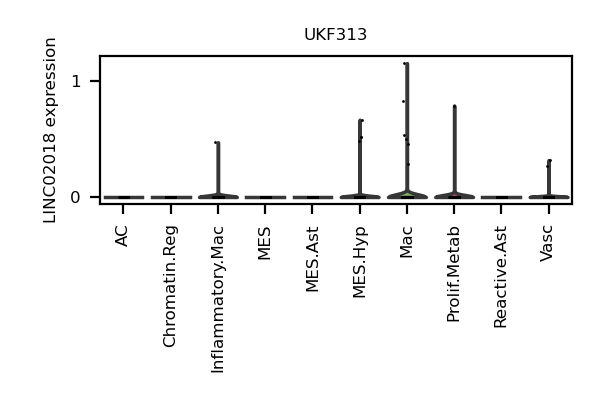 UKF313
LINC02018 expression
1
0
AC
Chromatin.Reg
Inflammatory.Mac
MES
MES.Ast
MES.Hyp
Mac
Prolif.Metab
Reactive.Ast
Vasc